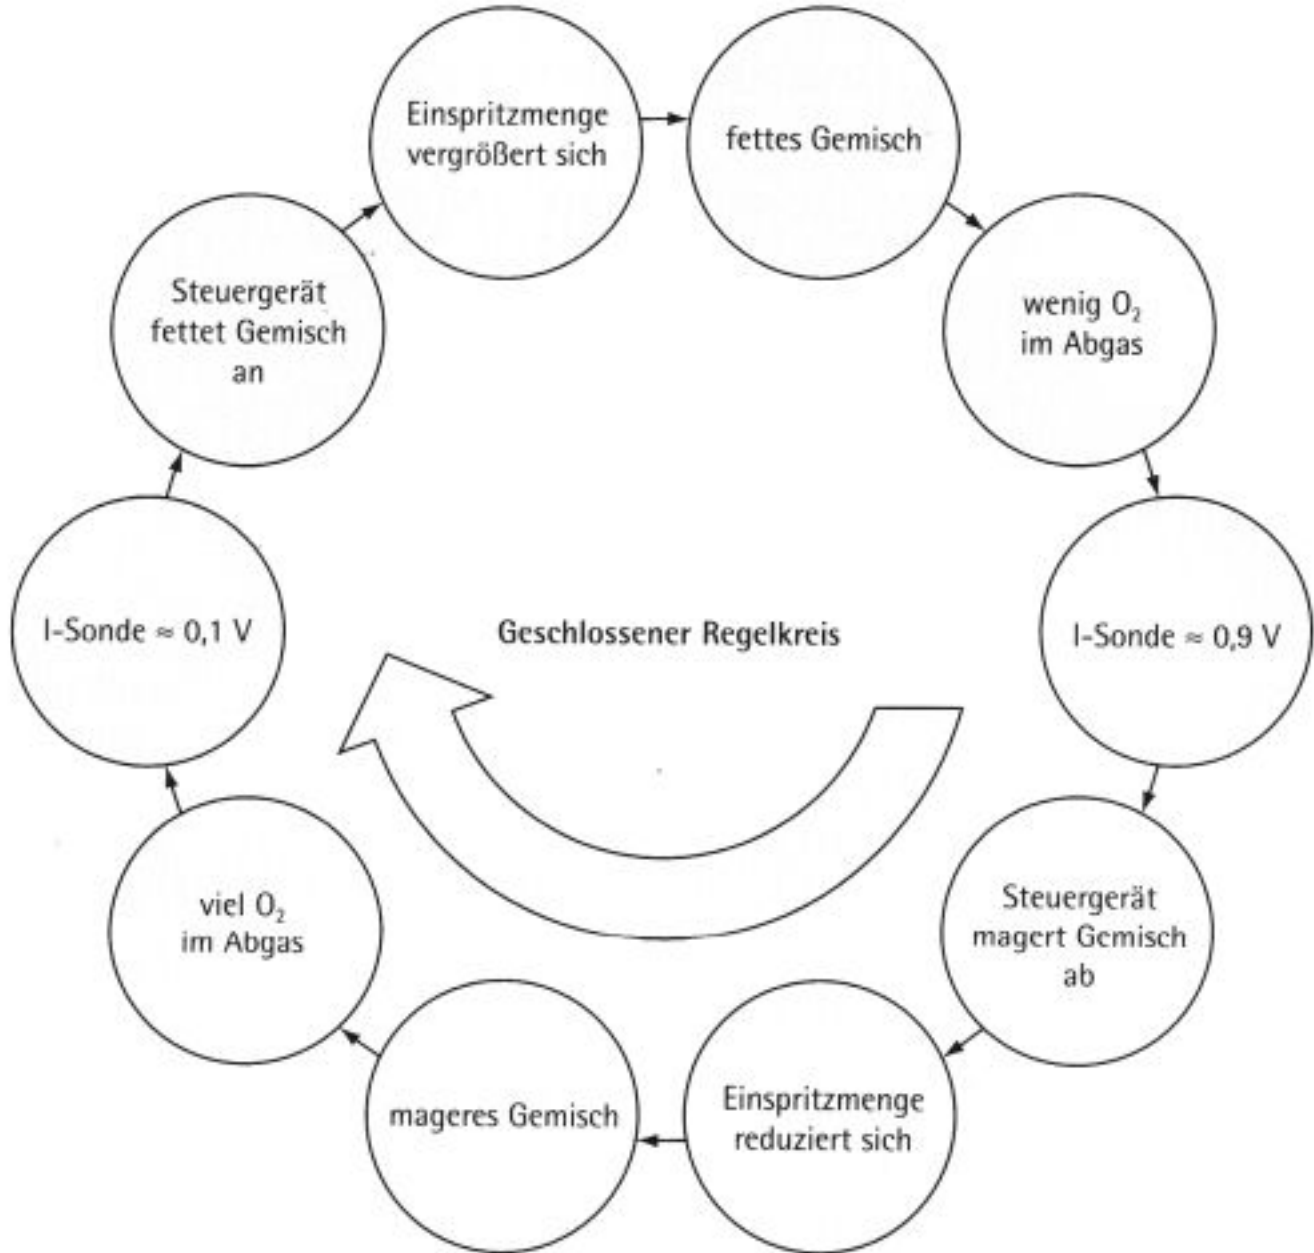 Einspritzmenge
vergrößert sich
fettes Gemisch
wenig O₂
im Abgas
l-Sonde ≈ 0,9 V
Steuergerät
magert Gemisch
ab
Einspritzmenge
reduziert sich
mageres Gemisch
viel O₂
im Abgas
l-Sonde ≈ 0,1 V
Steuergerät
fettet Gemisch
an
Geschlossener Regelkreis